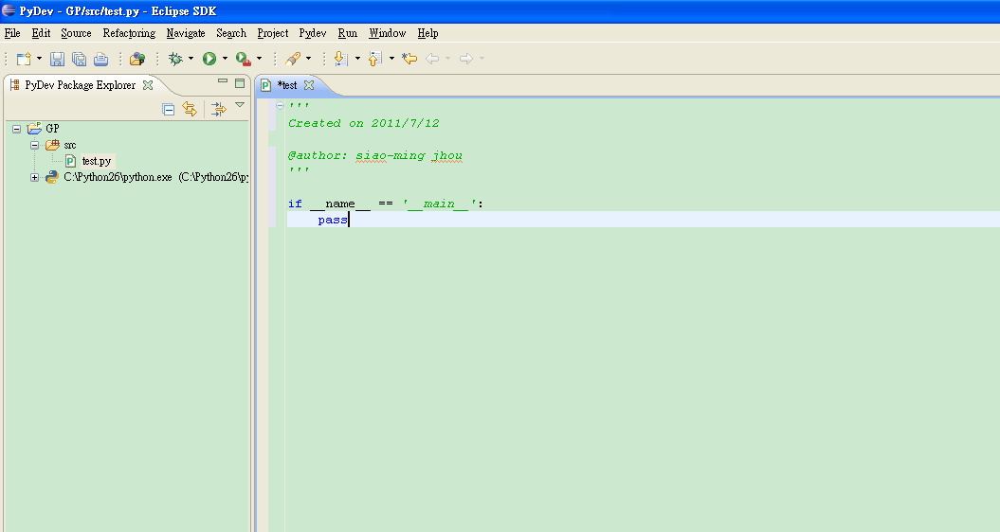 PyDev - GP/src/test.py - Eclipse SDK
File Edit Source Refactoring Navigate Search Project Pydev Run Window Help
PyDev Package Explorer
*test
GP
src
test.py
C:\Python26\python.exe (C:\Python26\py
'''
Created on 2011/7/12
@author: siao-ming jhou
'''
if __name__ == '__main__':
pass